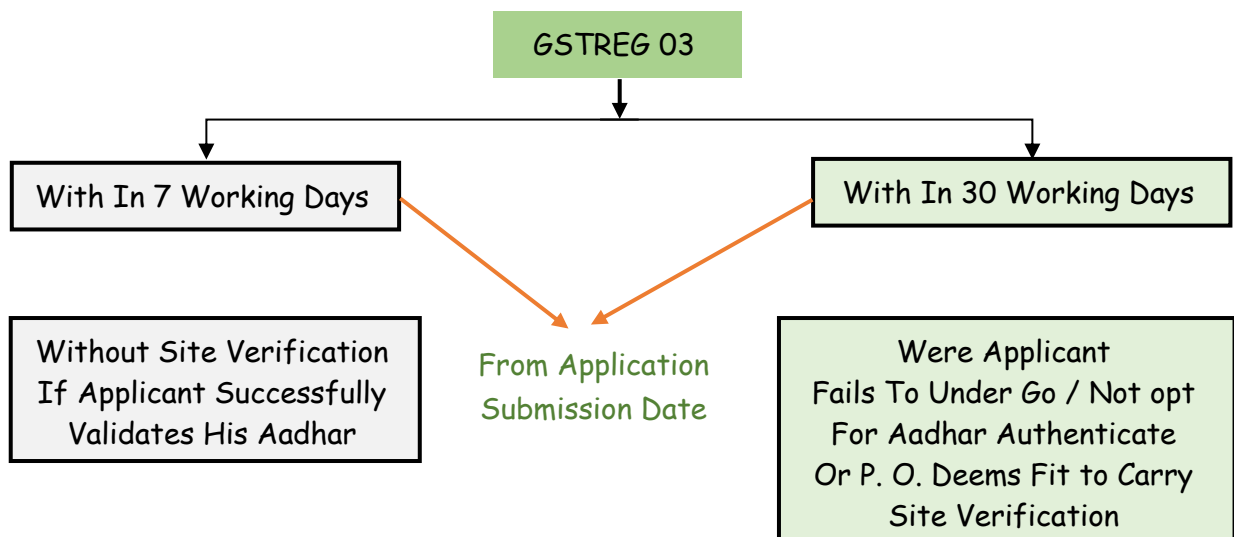 GSTREG 03
With In 7 Working Days
With In 30 Working Days
Without Site Verification
If Applicant Successfully
Validates His Aadhar
From Application
Submission Date
Were Applicant
Fails To Under Go / Not opt
For Aadhar Authenticate
Or P. O. Deems Fit to Carry
Site Verification